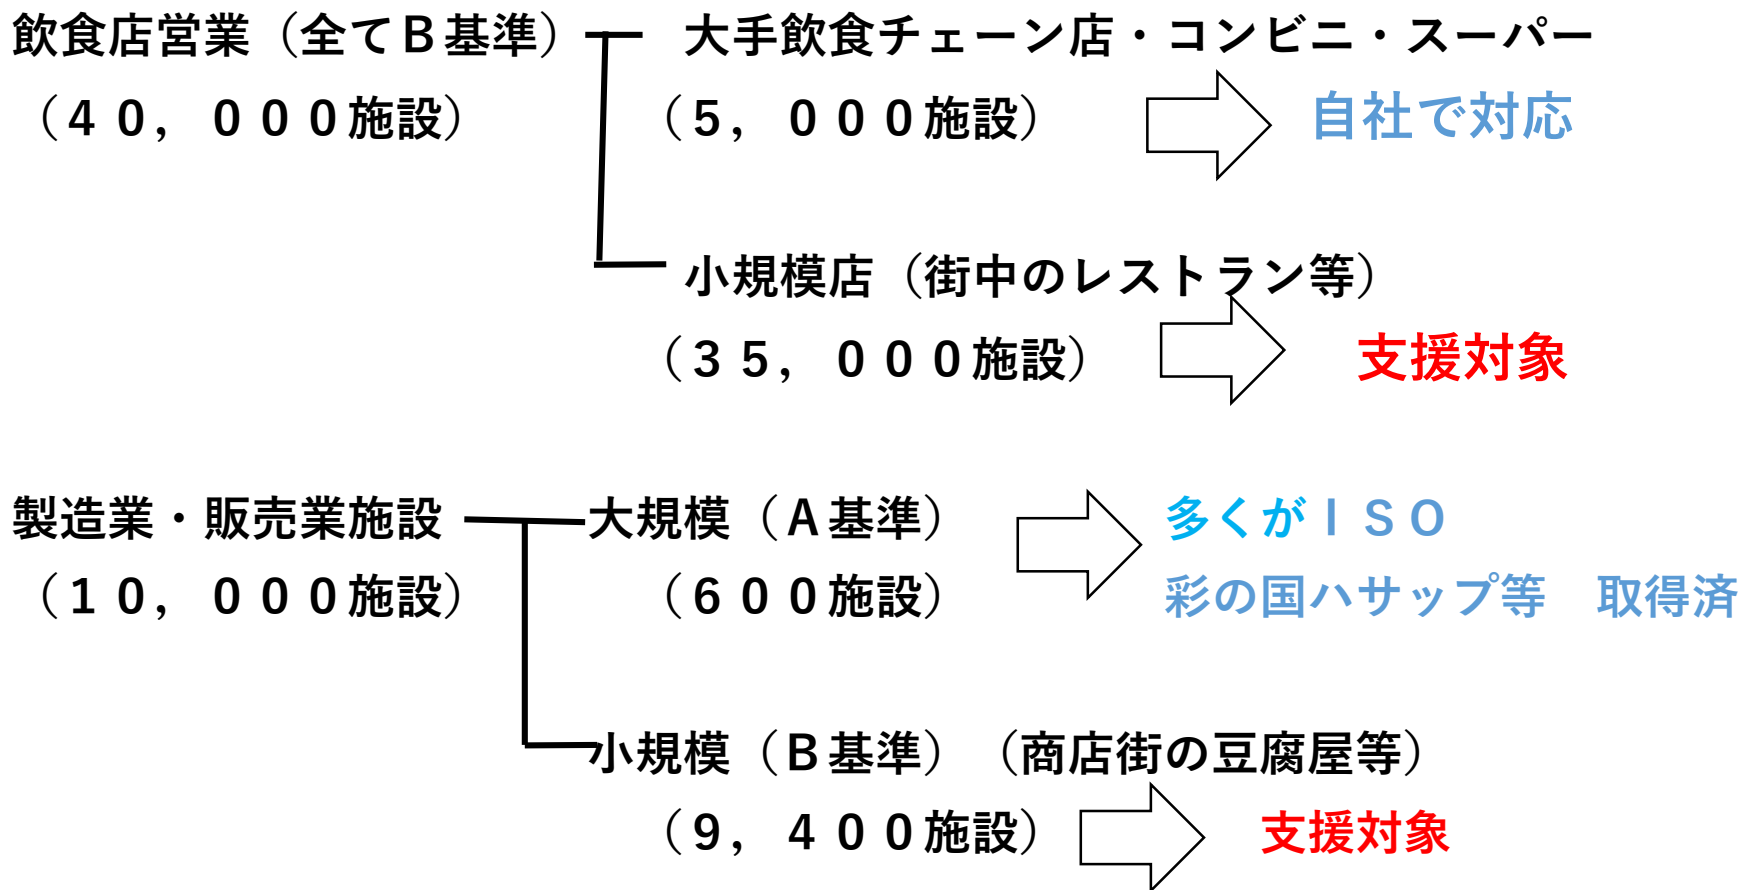 飲食店営業（全てＢ基準）
（４０，０００施設）
大手飲食チェーン店・コンビニ・スーパー
（５，０００施設）
自社で対応
小規模店（街中のレストラン等）
（３５，０００施設）
支援対象
製造業・販売業施設
（１０，０００施設）
大規模（Ａ基準）
（６００施設）
多くがＩＳＯ
彩の国ハサップ等　取得済
小規模（Ｂ基準）（商店街の豆腐屋等）
（９，４００施設）
支援対象